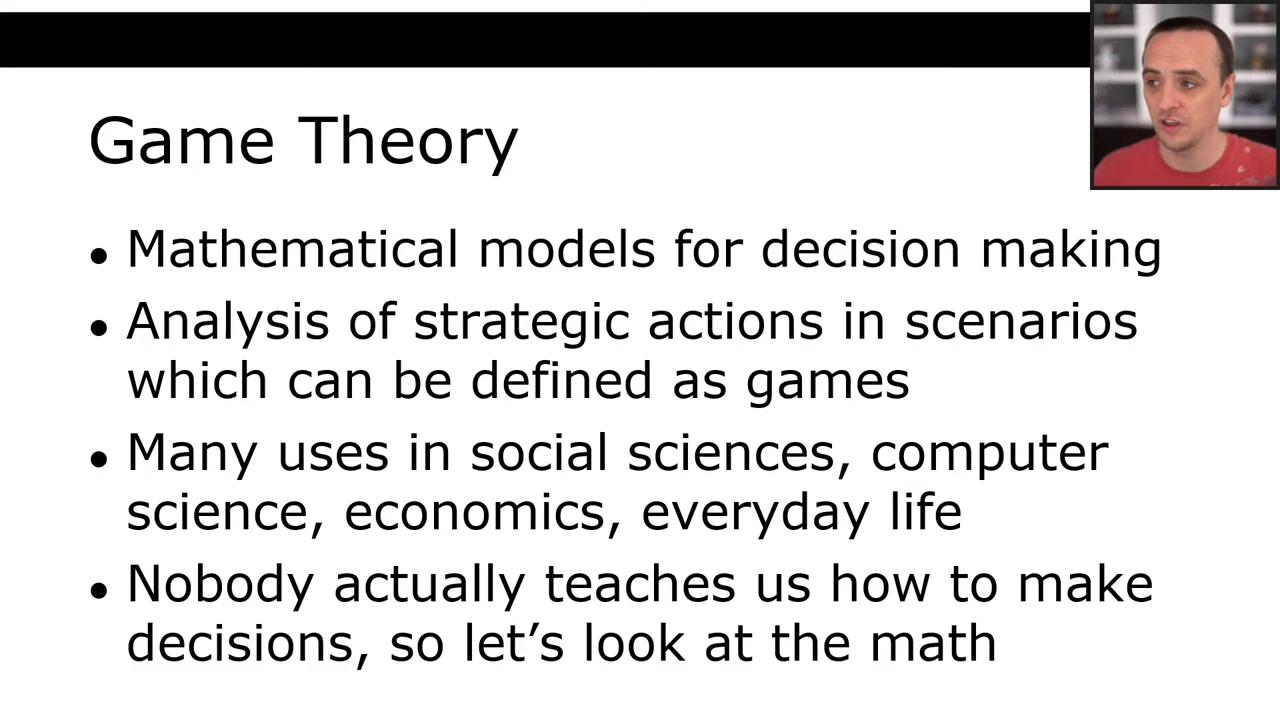 Game Theory
• Mathematical models for decision making
• Analysis of strategic actions in scenarios
which can be defined as games
• Many uses in social sciences, computer
science, economics, everyday life
• Nobody actually teaches us how to make
decisions, so let’s look at the math